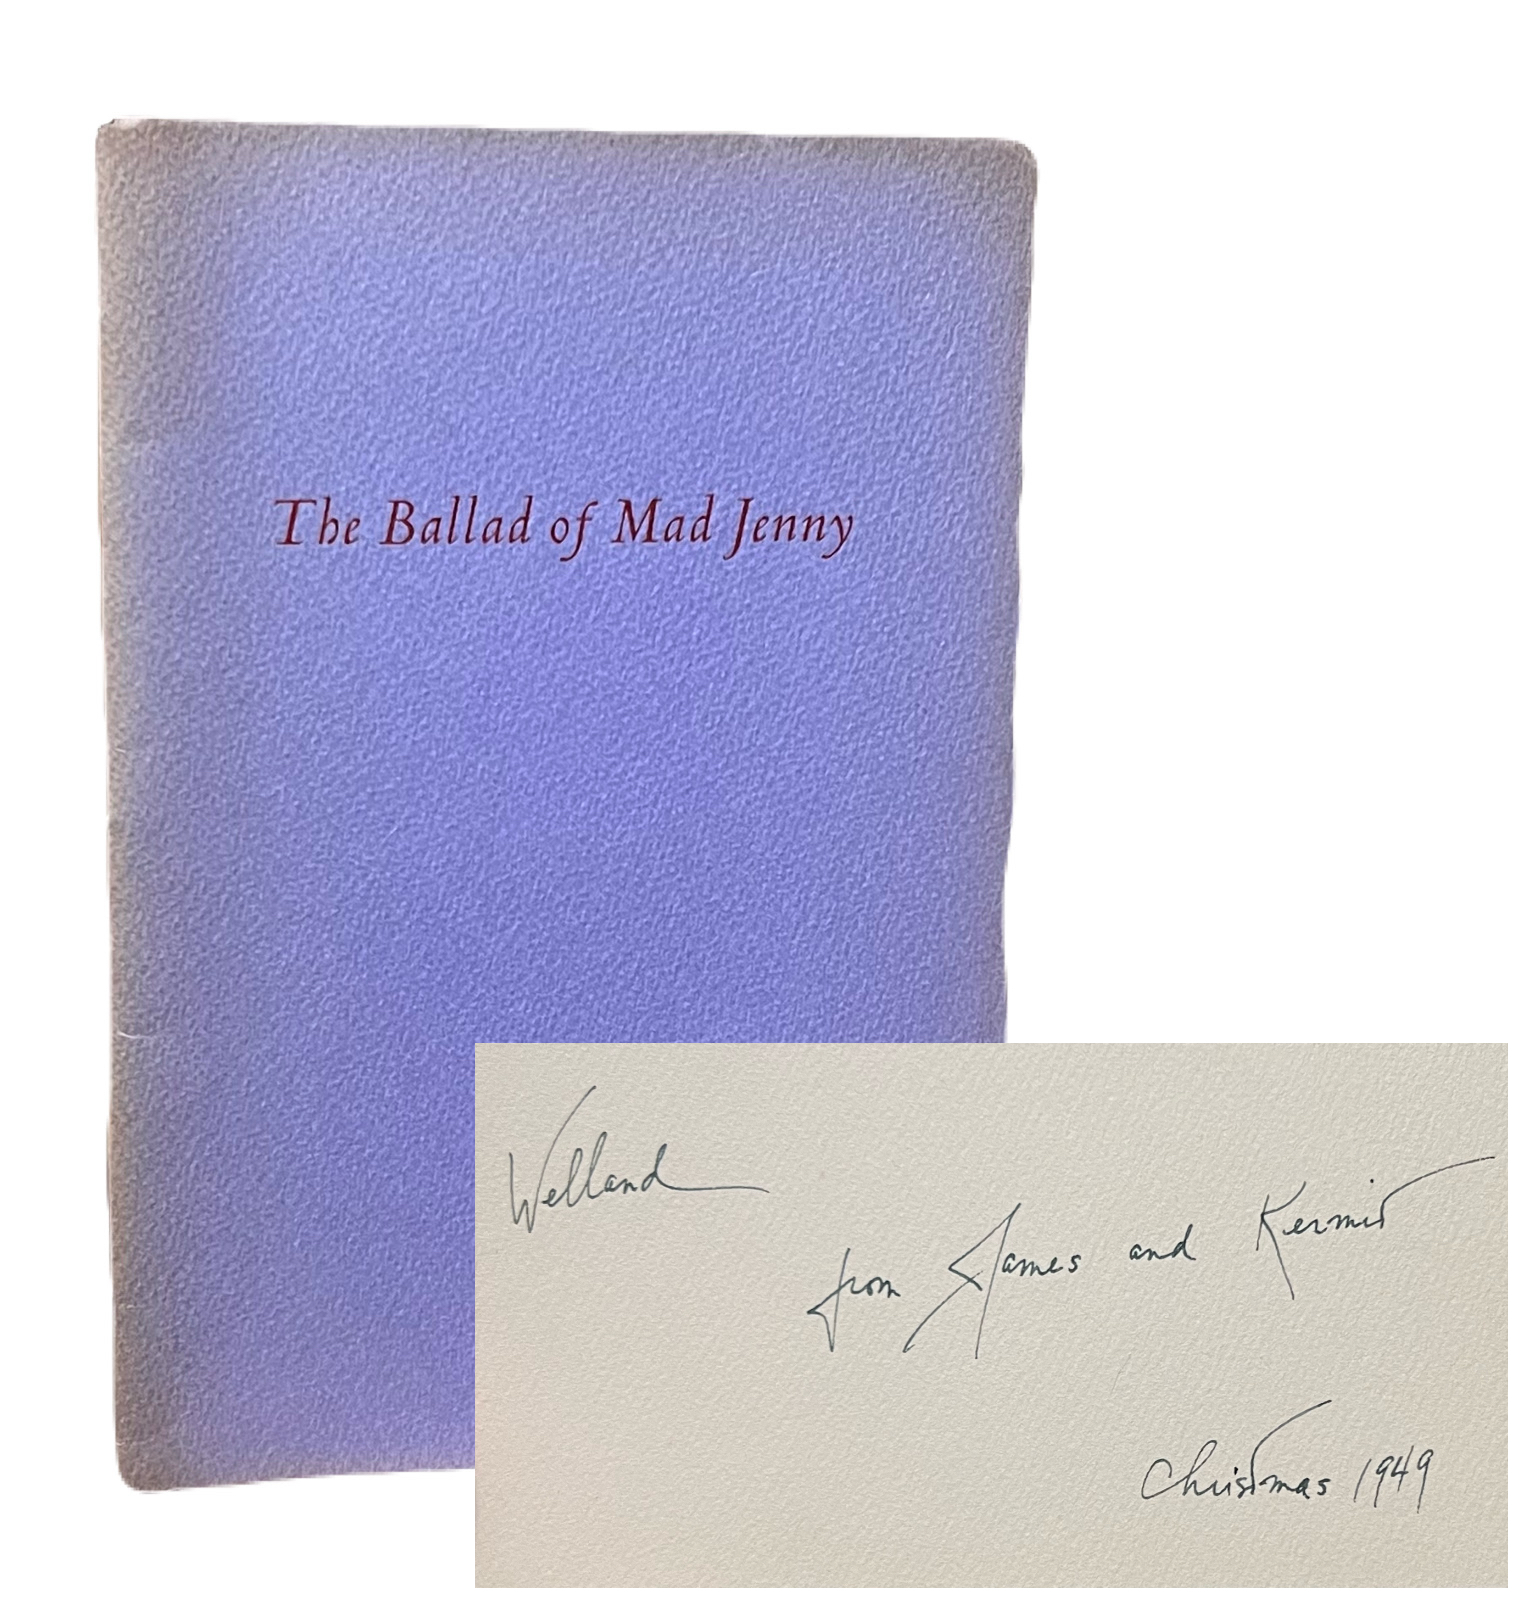 The Ballad of Mad Jenny
Welland
from James and Kermit
Christmas 1949